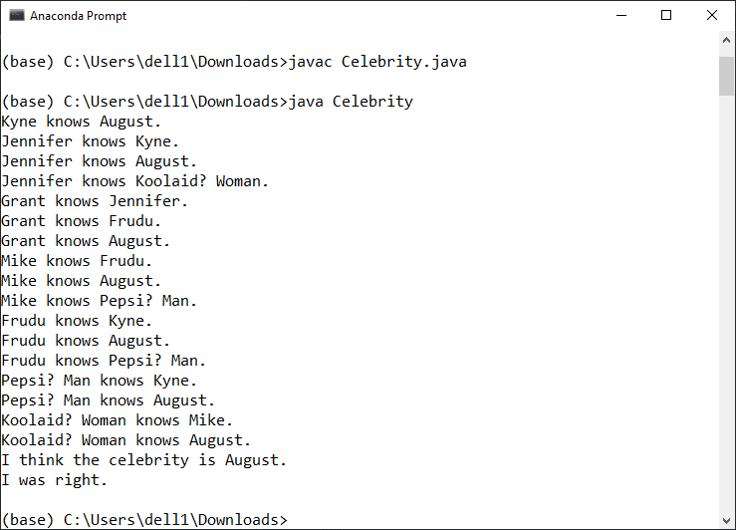 Anaconda Prompt
(base) C:\Users\dell1\Downloads>javac Celebrity.java
(base) C:\Users\dell1\Downloads>java Celebrity
Kyne knows August.
Jennifer knows Kyne.
Jennifer knows August.
Jennifer knows Koolaid? Woman.
Grant knows Jennifer.
Grant knows Frudu.
Grant knows August.
Mike knows Frudu.
Mike knows August.
Mike knows Pepsi? Man.
Frudu knows Kyne.
Frudu knows August.
Frudu knows Pepsi? Man.
Pepsi? Man knows Kyne.
Pepsi? Man knows August.
Koolaid? Woman knows Mike.
Koolaid? Woman knows August.
I think the celebrity is August.
I was right.
(base) C:\Users\dell1\Downloads>